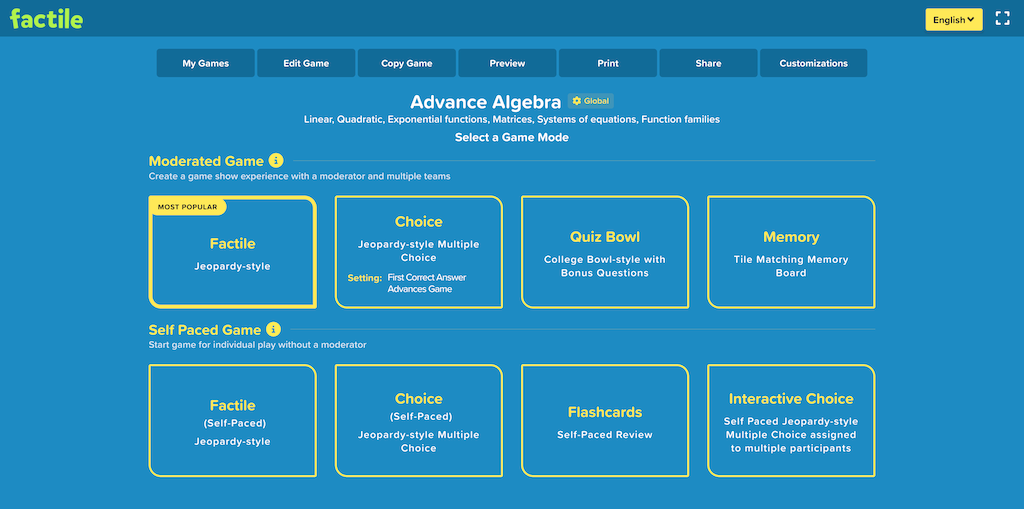 factile
English
My Games
Edit Game
Copy Game
Preview
Print
Share
Customizations
Advance Algebra
Global
Linear, Quadratic, Exponential functions, Matrices, Systems of equations, Function families
Select a Game Mode
Moderated Game
i
Create a game show experience with a moderator and multiple teams
MOST POPULAR
Factile
Jeopardy-style
Choice
Jeopardy-style Multiple
Choice
Setting: First Correct Answer
Advances Game
Quiz Bowl
College Bowl-style with
Bonus Questions
Memory
Tile Matching Memory
Board
Self Paced Game
i
Start game for individual play without a moderator
Factile
(Self-Paced)
Jeopardy-style
Choice
(Self-Paced)
Jeopardy-style Multiple
Choice
Flashcards
Self-Paced Review
Interactive Choice
Self Paced Jeopardy-style
Multiple Choice assigned
to multiple participants